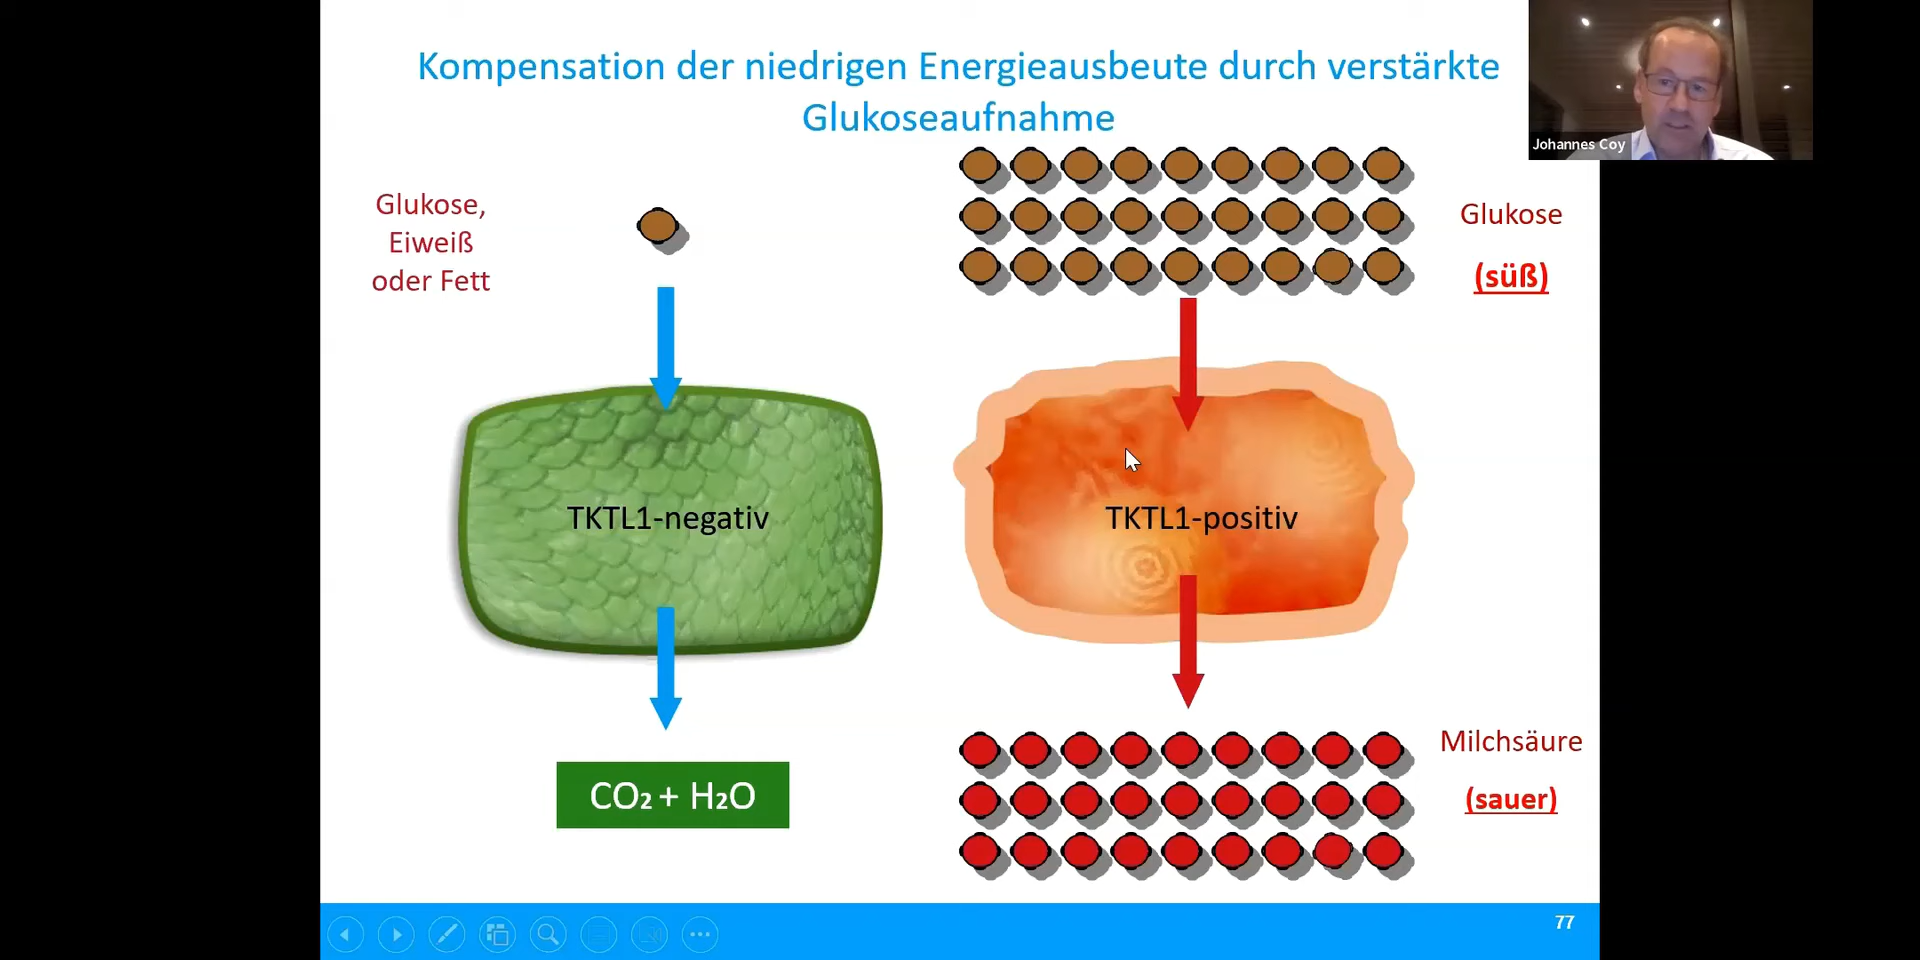 Kompensation der niedrigen Energieausbeute durch verstärkte
Glukoseaufnahme
Johannes Coy
Glukose,
Eiweiß
oder Fett
Glukose
(süß)
TKTL1-negativ
TKTL1-positiv
CO₂ + H₂O
Milchsäure
(sauer)
77